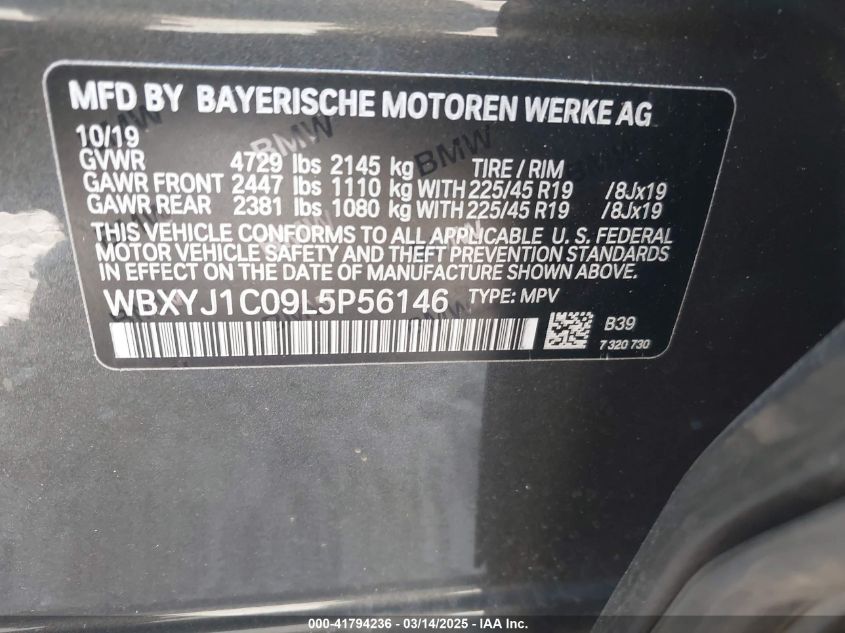 MFD BY BAYERISCHE MOTOREN WERKE AG
10/19
GVWR 4729 lbs 2145 kg TIRE / RIM
GAWR FRONT 2447 lbs 1110 kg WITH 225/45 R19 /8Jx19
GAWR REAR 2381 lbs 1080 kg WITH 225/45 R19 /8Jx19
THIS VEHICLE CONFORMS TO ALL APPLICABLE U.S. FEDERAL
MOTOR VEHICLE SAFETY AND THEFT PREVENTION STANDARDS
IN EFFECT ON THE DATE OF MANUFACTURE SHOWN ABOVE.
WBXYJ1C09L5P56146 TYPE: MPV
B39
7 320 730
BMW
BMW
BMW
000-41794236 - 03/14/2025 - IAA Inc.